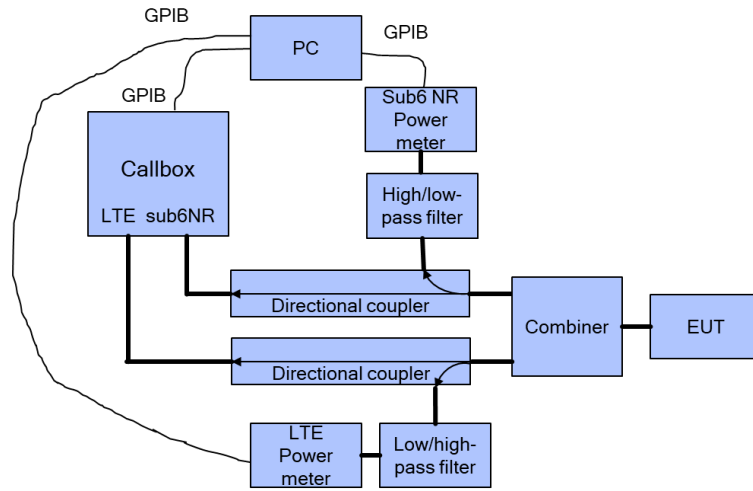 GPIB
PC
GPIB
GPIB
Sub6 NR
Power
meter
Callbox
LTE sub6NR
High/low-
pass filter
Directional coupler
Combiner
EUT
Directional coupler
LTE
Power
meter
Low/high-
pass filter